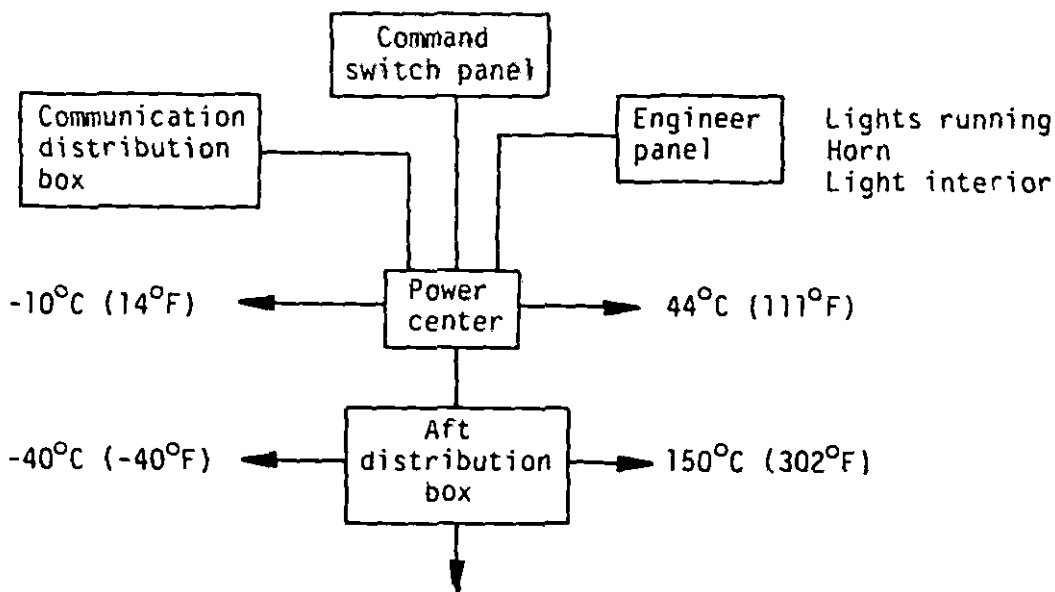 Command
switch panel
Communication
distribution
box
Engineer
panel
Lights running
Horn
Light interior
-10°C (14°F)
Power
center
44°C (111°F)
-40°C (-40°F)
Aft
distribution
box
150°C (302°F)